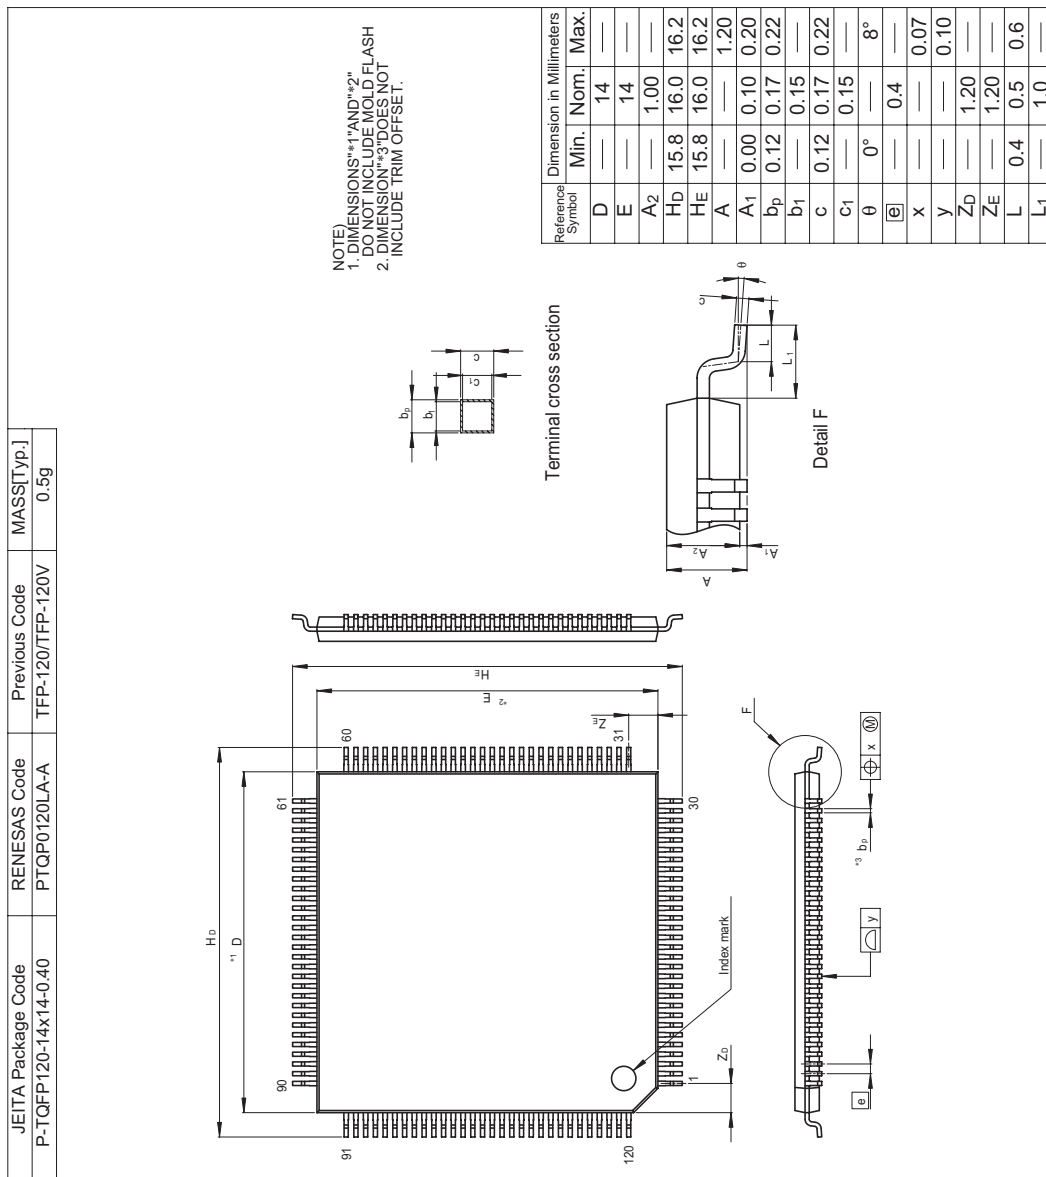 JEITA Package Code RENESAS Code Previous Code MASS[Typ.]
P-TQFP120-14x14-0.40 PTQP0120LA-A TFP-120/TFP-120V 0.5g
HD
*1 D
61
90
60
31
91
120
30
1
ZE
*2 E
HE
ZD
Index mark
NOTE)
1. DIMENSIONS"*1"AND"*2"
DO NOT INCLUDE MOLD FLASH
2. DIMENSION"*3"DOES NOT
INCLUDE TRIM OFFSET.
bp
b1
c1
c
Terminal cross section
F
e
y
*3 bp
x M
A
A2
A1
L
L1
c
θ
Detail F
Reference Symbol Dimension in Millimeters
Min. Nom. Max.
D — 14 —
E — 14 —
A2 — 1.00 —
HD 15.8 16.0 16.2
HE 15.8 16.0 16.2
A — — 1.20
A1 0.00 0.10 0.20
bp 0.12 0.17 0.22
b1 — 0.15 —
c 0.12 0.17 0.22
c1 — 0.15 —
θ 0° — 8°
e — 0.4 —
x — — 0.07
y — — 0.10
ZD — 1.20 —
ZE — 1.20 —
L 0.4 0.5 0.6
L1 — 1.0 —